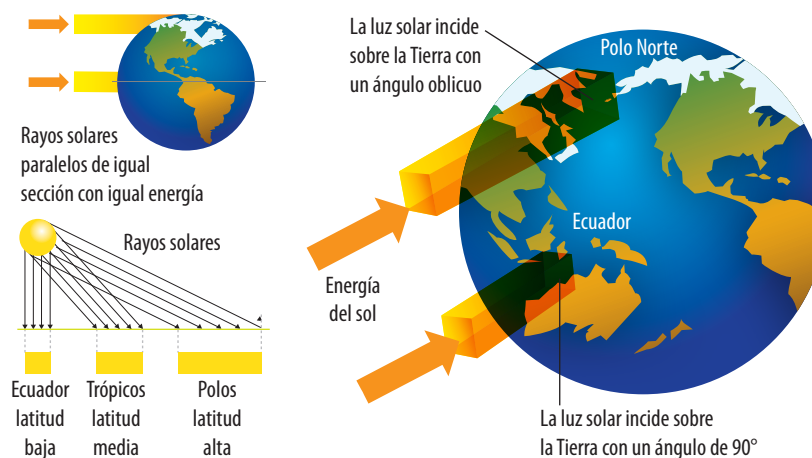 Rayos solares
paralelos de igual
sección con igual energía
Rayos solares
Ecuador
latitud
baja
Trópicos
latitud
media
Polos
latitud
alta
La luz solar incide
sobre la Tierra con
un ángulo oblicuo
Polo Norte
Ecuador
Energía
del sol
La luz solar incide sobre
la Tierra con un ángulo de 90°